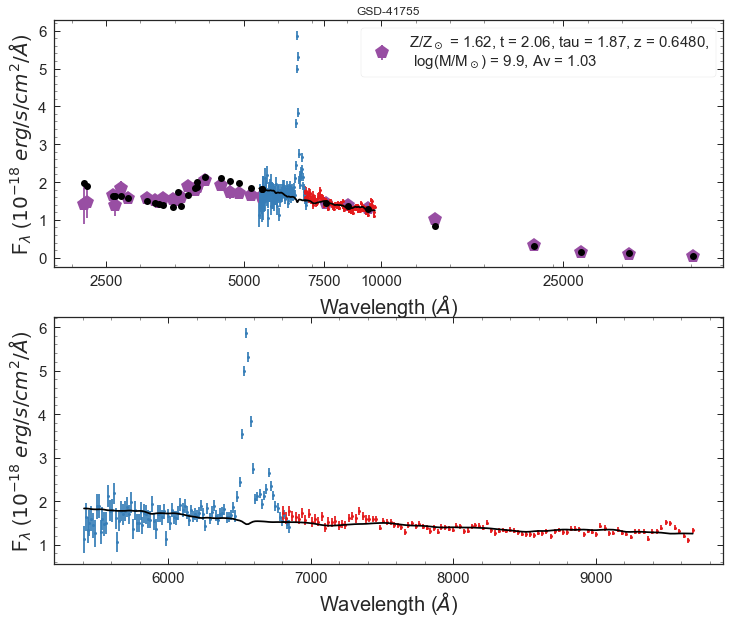 GSD-41755
Z/Z⊙ = 1.62, t = 2.06, tau = 1.87, z = 0.6480,
log(M/M⊙) = 9.9, Av = 1.03
F_λ (10^{-18} erg/s/cm^2/Å)
6
5
4
3
2
1
0
2500 5000 7500 10000 25000
Wavelength (Å)
F_λ (10^{-18} erg/s/cm^2/Å)
6
5
4
3
2
1
6000 7000 8000 9000
Wavelength (Å)